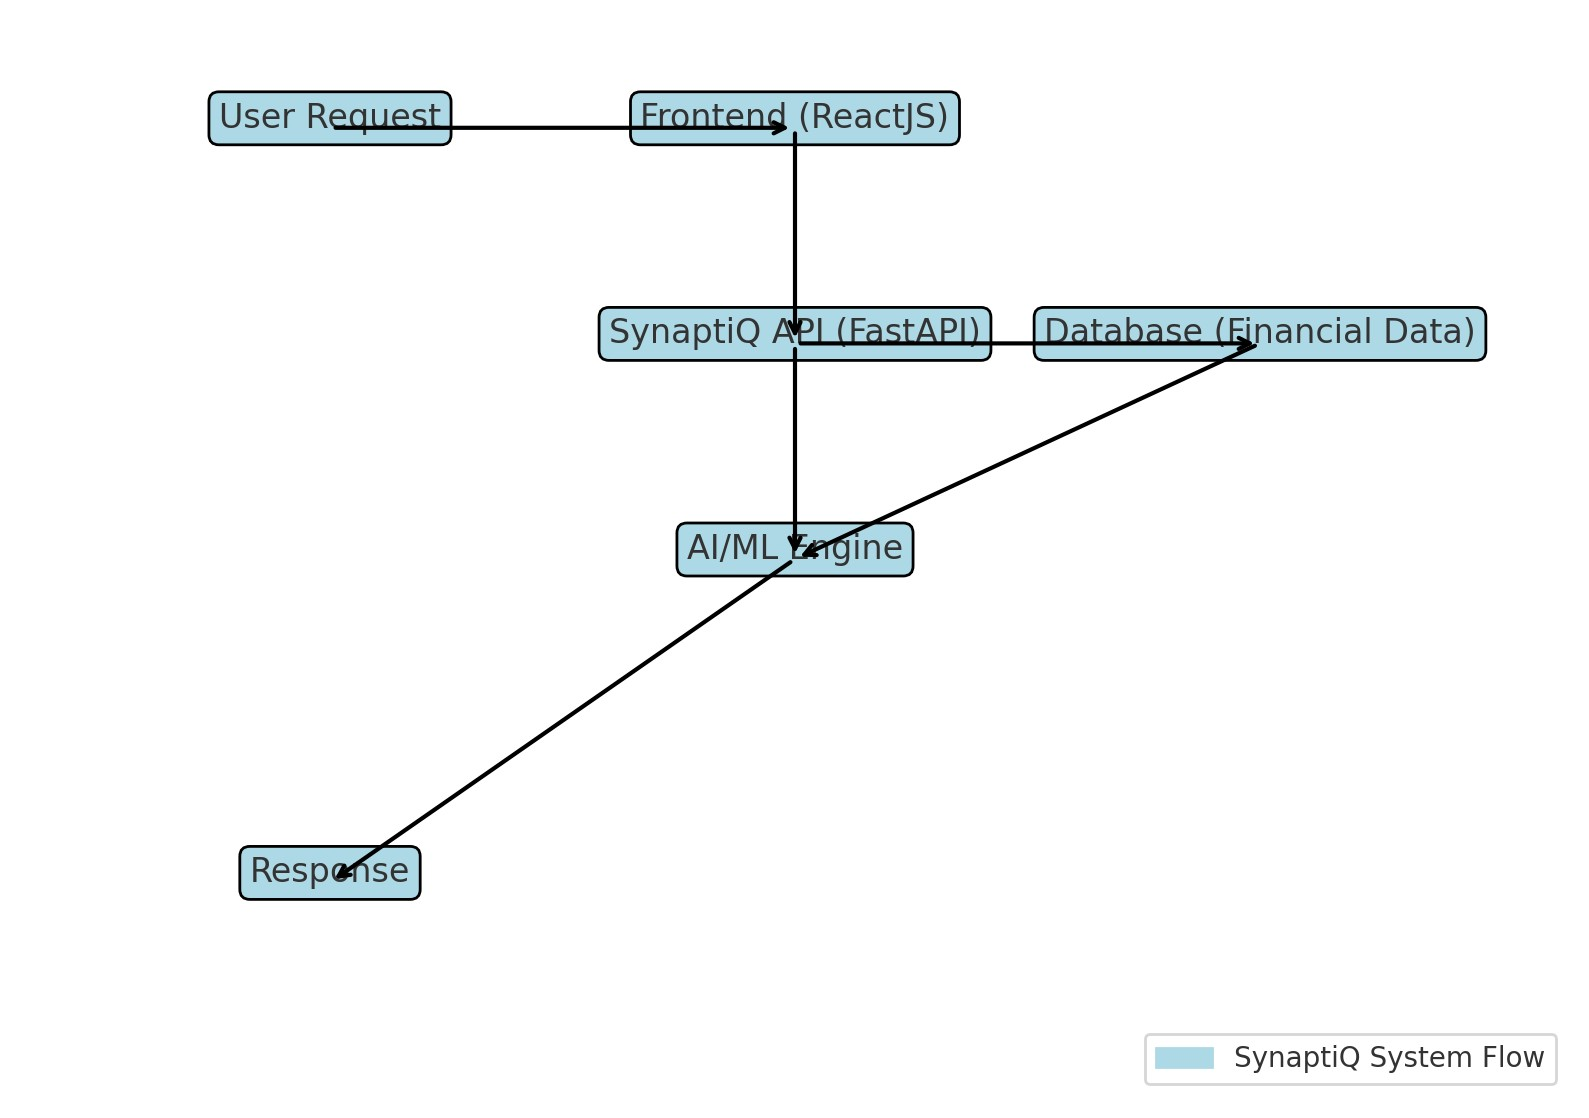 User Request
Frontend (ReactJS)
SynaptiQ API (FastAPI)
Database (Financial Data)
AI/ML Engine
Response
SynaptiQ System Flow